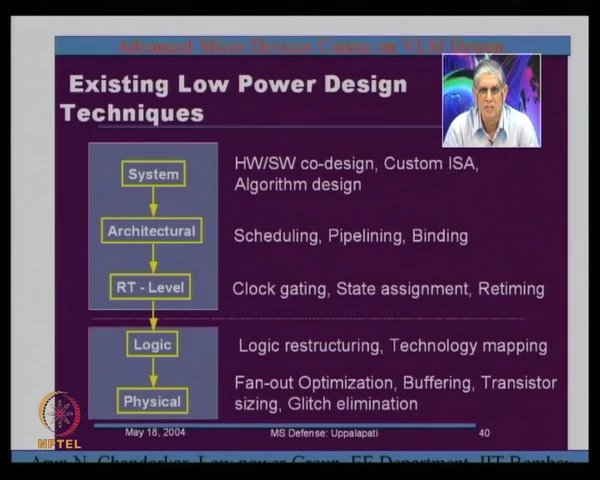 Advanced Micro Devices Course on VLSI Design
Existing Low Power Design
Techniques
System
HW/SW co-design, Custom ISA,
Algorithm design
Architectural
Scheduling, Pipelining, Binding
RT - Level
Clock gating, State assignment, Retiming
Logic
Logic restructuring, Technology mapping
Physical
Fan-out Optimization, Buffering, Transistor
sizing, Glitch elimination
NPTEL
May 18, 2004
MS Defense: Uppalapati
40
Arun N. Chandorkar, Low power Group, EE Department, IIT Bombay